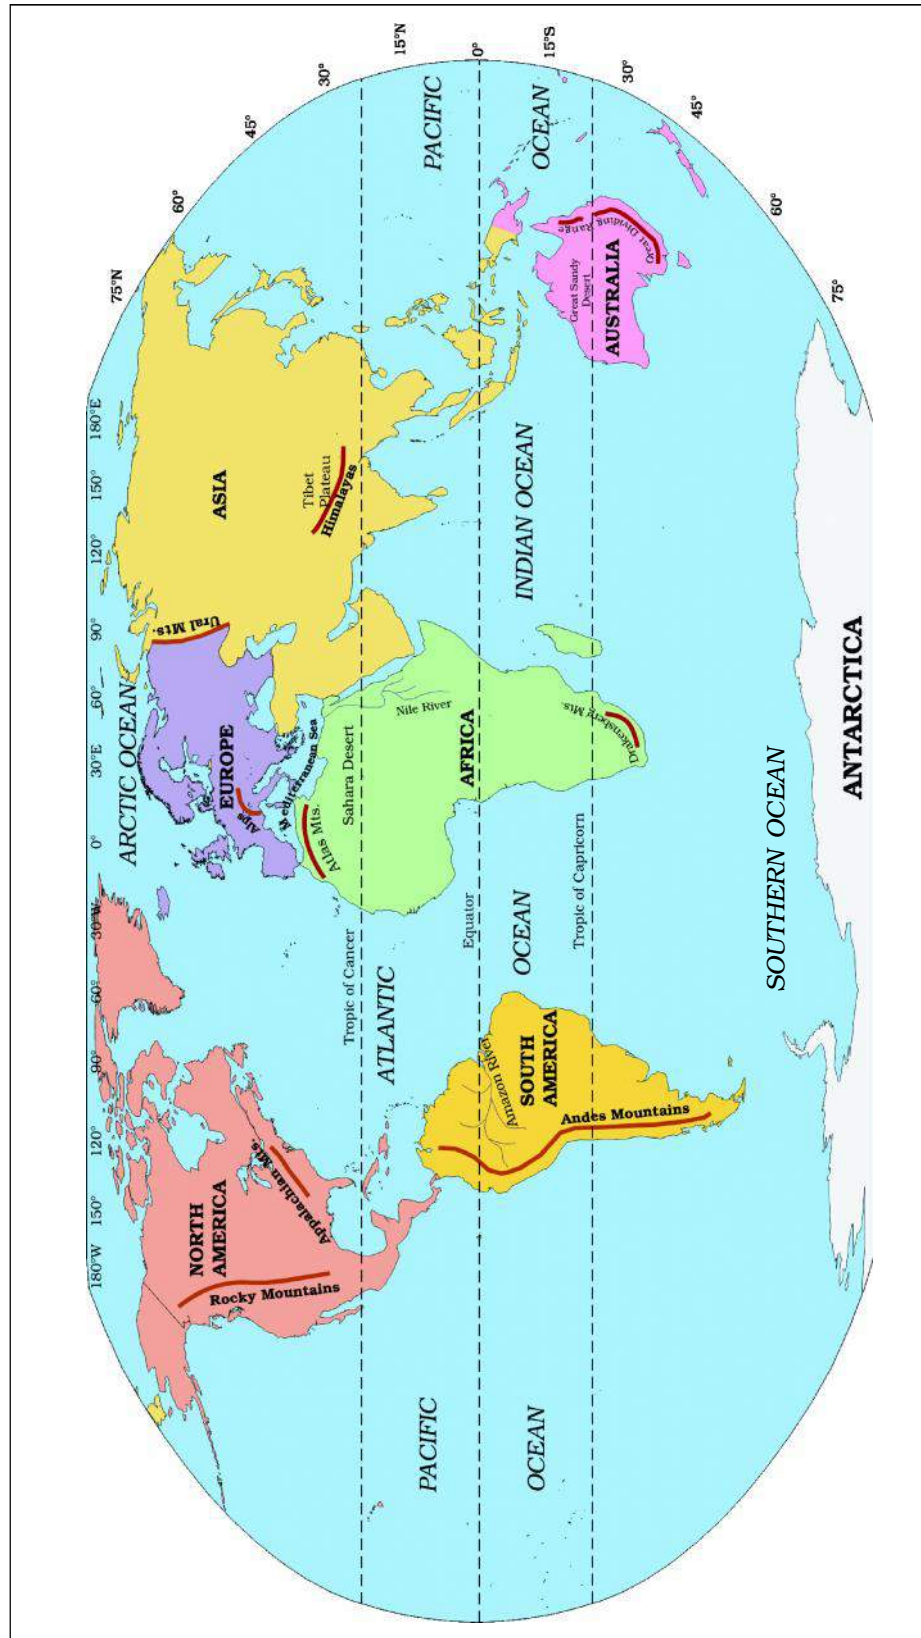 180°W
150°
120°
90°
60°
30°W
0°
30°E
60°
90°
120°
150°
180°E
75°N
60°
45°
30°
15°N
0°
15°S
30°
45°
60°
75°
ARCTIC OCEAN
NORTH
AMERICA
Rocky Mountains
Appalachian Mts.
EUROPE
Alps
Mediterranean Sea
Ural Mts.
ASIA
Tibet
Plateau
Himalayas
Atlas Mts.
Sahara Desert
Nile River
AFRICA
Drakensberg Mts.
Tropic of Cancer
Equator
Tropic of Capricorn
ATLANTIC
OCEAN
PACIFIC
OCEAN
PACIFIC
OCEAN
INDIAN OCEAN
Amazon River
SOUTH
AMERICA
Andes Mountains
Great Sandy
Desert
AUSTRALIA
Great Dividing Range
SOUTHERN OCEAN
ANTARCTICA